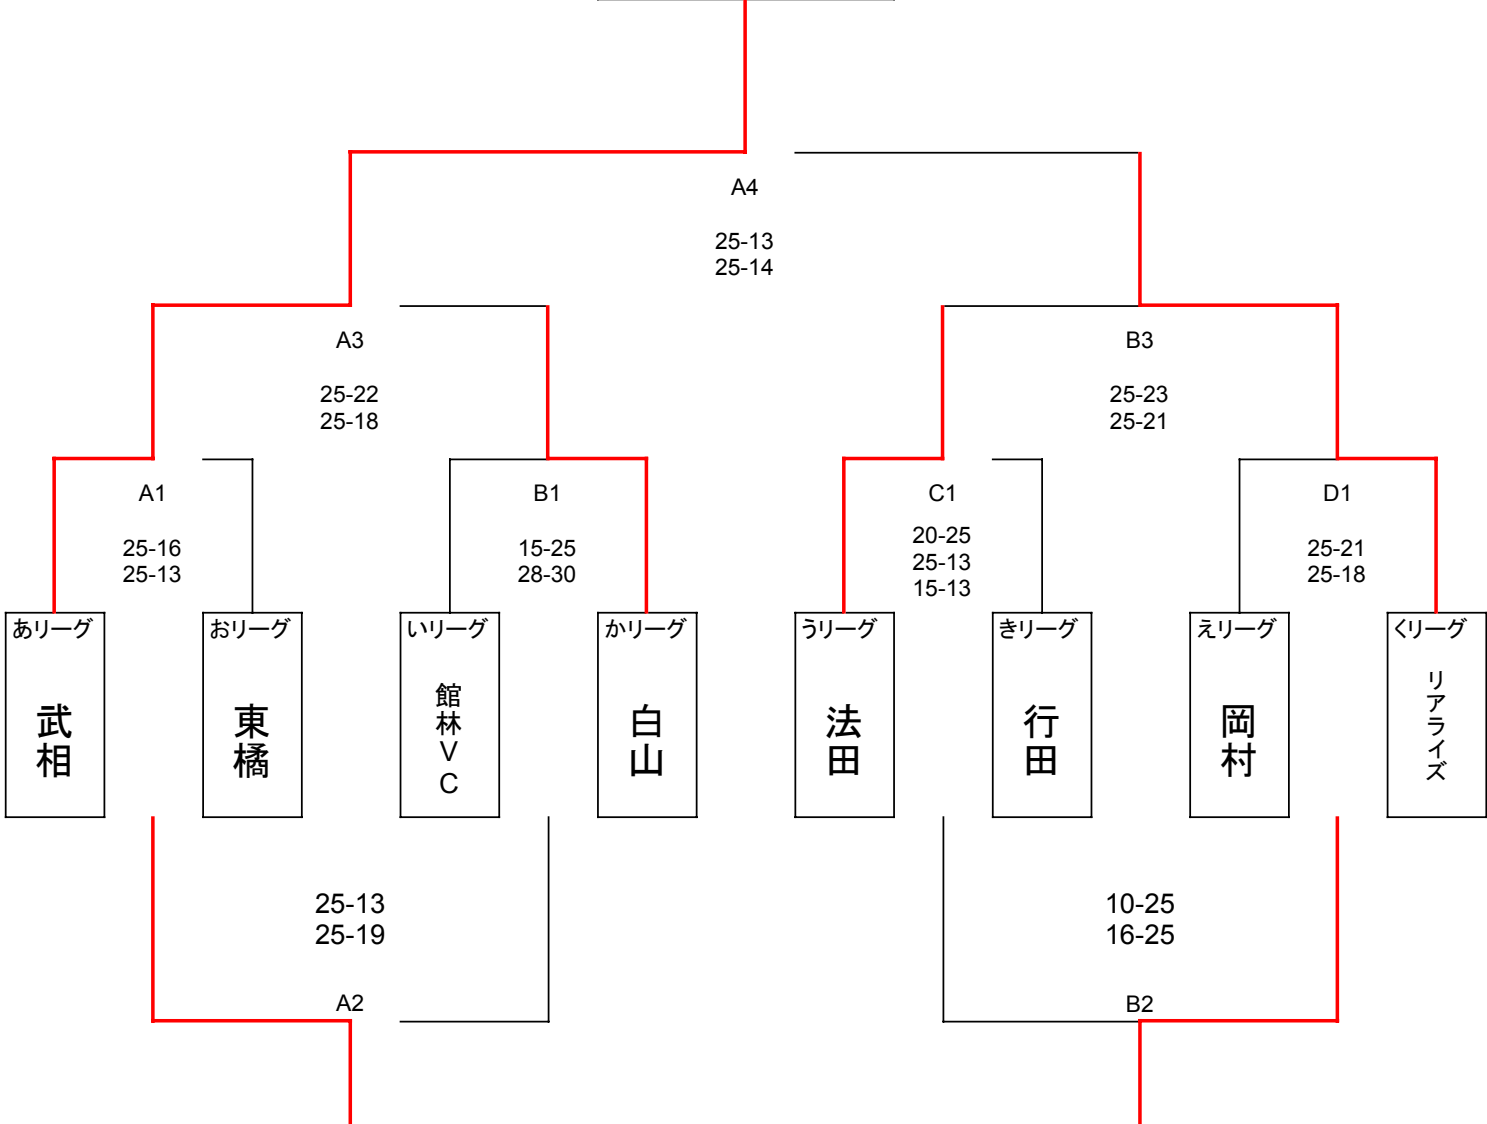 A4
25-13
25-14
A3
B3
25-22
25-18
25-23
25-21
A1
B1
C1
D1
25-16
25-13
15-25
28-30
20-25
25-13
15-13
25-21
25-18
あリーグ
おリーグ
いリーグ
かリーグ
うリーグ
きリーグ
えリーグ
くリーグ
武相
東橘
館林VC
白山
法田
行田
岡村
リアライズ
25-13
25-19
10-25
16-25
A2
B2